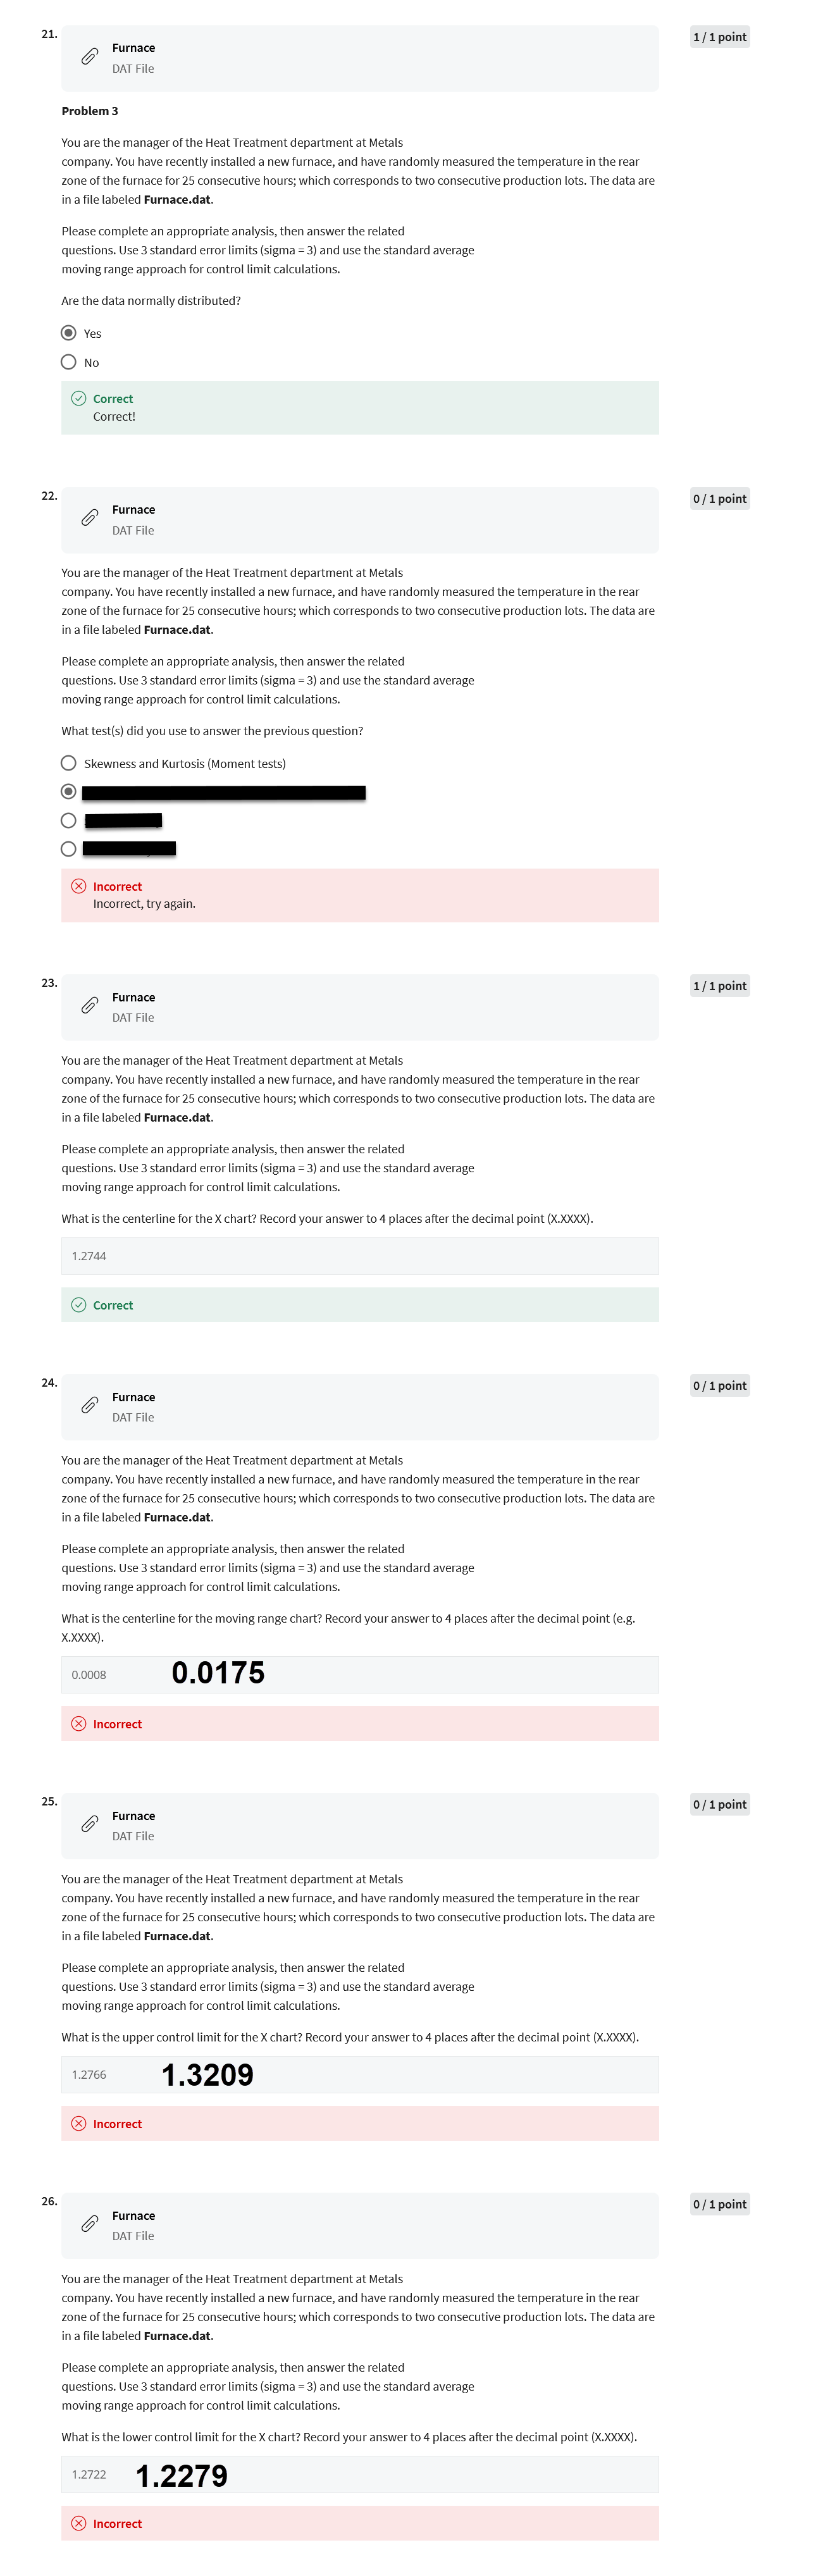 21.
Furnace
DAT File
1 / 1 point
Problem 3
You are the manager of the Heat Treatment department at Metals
company. You have recently installed a new furnace, and have randomly measured the temperature in the rear
zone of the furnace for 25 consecutive hours; which corresponds to two consecutive production lots. The data are
in a file labeled Furnace.dat.
Please complete an appropriate analysis, then answer the related
questions. Use 3 standard error limits (sigma = 3) and use the standard average
moving range approach for control limit calculations.
Are the data normally distributed?
Yes
No
Correct
Correct!
22.
Furnace
DAT File
0 / 1 point
You are the manager of the Heat Treatment department at Metals
company. You have recently installed a new furnace, and have randomly measured the temperature in the rear
zone of the furnace for 25 consecutive hours; which corresponds to two consecutive production lots. The data are
in a file labeled Furnace.dat.
Please complete an appropriate analysis, then answer the related
questions. Use 3 standard error limits (sigma = 3) and use the standard average
moving range approach for control limit calculations.
What test(s) did you use to answer the previous question?
Skewness and Kurtosis (Moment tests)
Incorrect
Incorrect, try again.
23.
Furnace
DAT File
1 / 1 point
You are the manager of the Heat Treatment department at Metals
company. You have recently installed a new furnace, and have randomly measured the temperature in the rear
zone of the furnace for 25 consecutive hours; which corresponds to two consecutive production lots. The data are
in a file labeled Furnace.dat.
Please complete an appropriate analysis, then answer the related
questions. Use 3 standard error limits (sigma = 3) and use the standard average
moving range approach for control limit calculations.
What is the centerline for the X chart? Record your answer to 4 places after the decimal point (X.XXXX).
1.2744
Correct
24.
Furnace
DAT File
0 / 1 point
You are the manager of the Heat Treatment department at Metals
company. You have recently installed a new furnace, and have randomly measured the temperature in the rear
zone of the furnace for 25 consecutive hours; which corresponds to two consecutive production lots. The data are
in a file labeled Furnace.dat.
Please complete an appropriate analysis, then answer the related
questions. Use 3 standard error limits (sigma = 3) and use the standard average
moving range approach for control limit calculations.
What is the centerline for the moving range chart? Record your answer to 4 places after the decimal point (e.g.
X.XXXX).
0.0008 0.0175
Incorrect
25.
Furnace
DAT File
0 / 1 point
You are the manager of the Heat Treatment department at Metals
company. You have recently installed a new furnace, and have randomly measured the temperature in the rear
zone of the furnace for 25 consecutive hours; which corresponds to two consecutive production lots. The data are
in a file labeled Furnace.dat.
Please complete an appropriate analysis, then answer the related
questions. Use 3 standard error limits (sigma = 3) and use the standard average
moving range approach for control limit calculations.
What is the upper control limit for the X chart? Record your answer to 4 places after the decimal point (X.XXXX).
1.2766 1.3209
Incorrect
26.
Furnace
DAT File
0 / 1 point
You are the manager of the Heat Treatment department at Metals
company. You have recently installed a new furnace, and have randomly measured the temperature in the rear
zone of the furnace for 25 consecutive hours; which corresponds to two consecutive production lots. The data are
in a file labeled Furnace.dat.
Please complete an appropriate analysis, then answer the related
questions. Use 3 standard error limits (sigma = 3) and use the standard average
moving range approach for control limit calculations.
What is the lower control limit for the X chart? Record your answer to 4 places after the decimal point (X.XXXX).
1.2722 1.2279
Incorrect